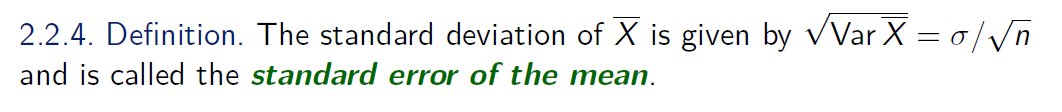 2.2.4. Definition. The standard deviation of X̅ is given by √Var X̅ = σ/√n
and is called the standard error of the mean.